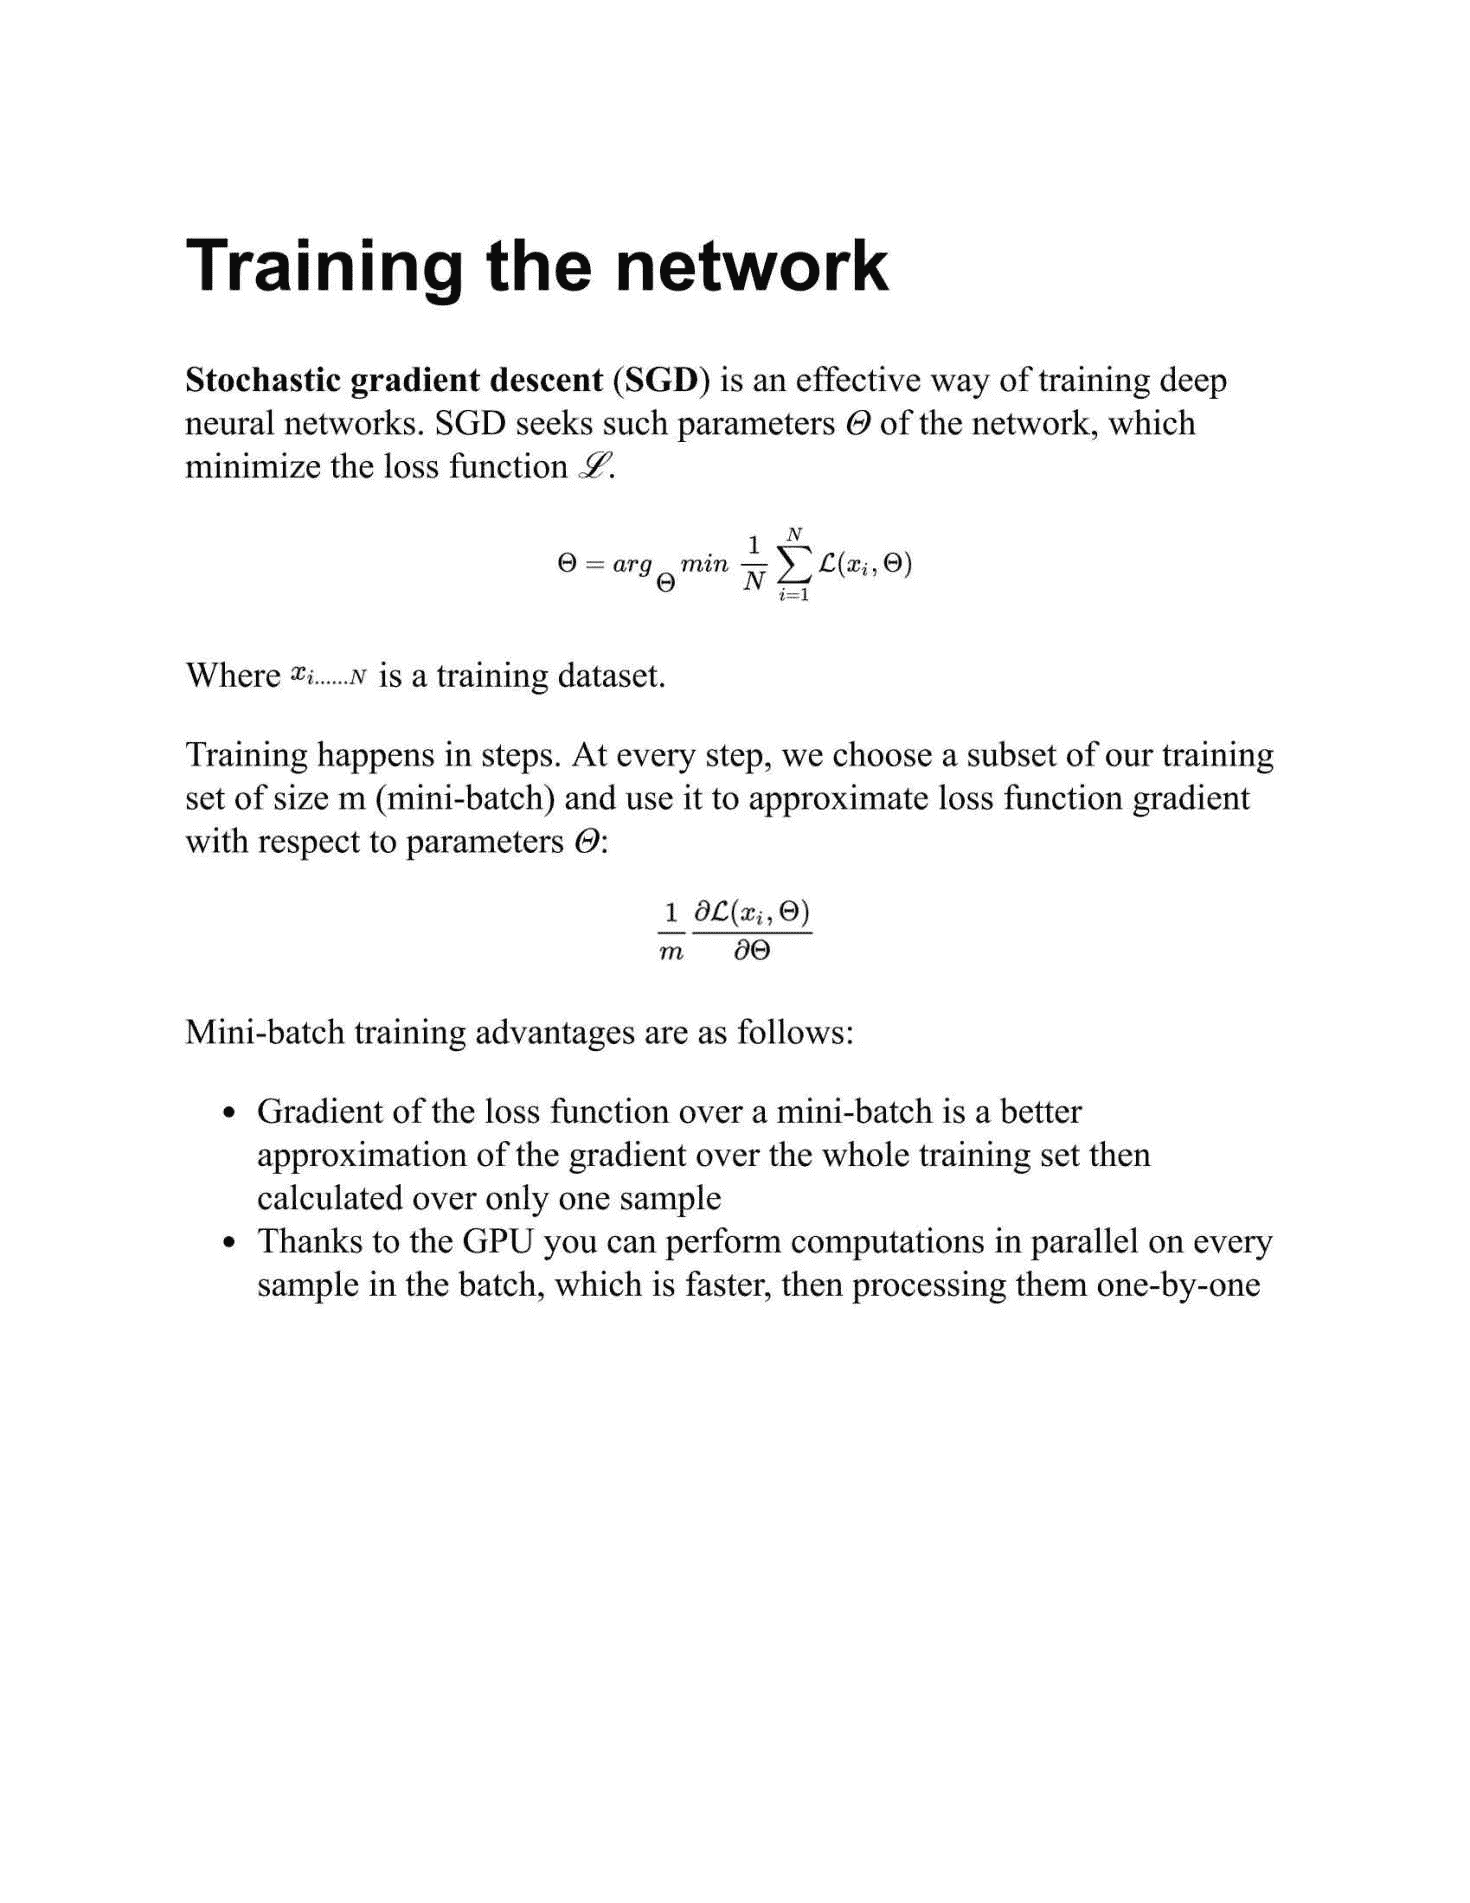 Training the network
Stochastic gradient descent (SGD) is an effective way of training deep
neural networks. SGD seeks such parameters Θ of the network, which
minimize the loss function ℒ.
Θ = arg_Θ min 1/N ∑_{i=1}^{N} ℒ(x_i, Θ)
Where x_{i......N} is a training dataset.
Training happens in steps. At every step, we choose a subset of our training
set of size m (mini-batch) and use it to approximate loss function gradient
with respect to parameters Θ:
1/m ∂ℒ(x_i, Θ)/∂Θ
Mini-batch training advantages are as follows:
• Gradient of the loss function over a mini-batch is a better
approximation of the gradient over the whole training set then
calculated over only one sample
• Thanks to the GPU you can perform computations in parallel on every
sample in the batch, which is faster, then processing them one-by-one